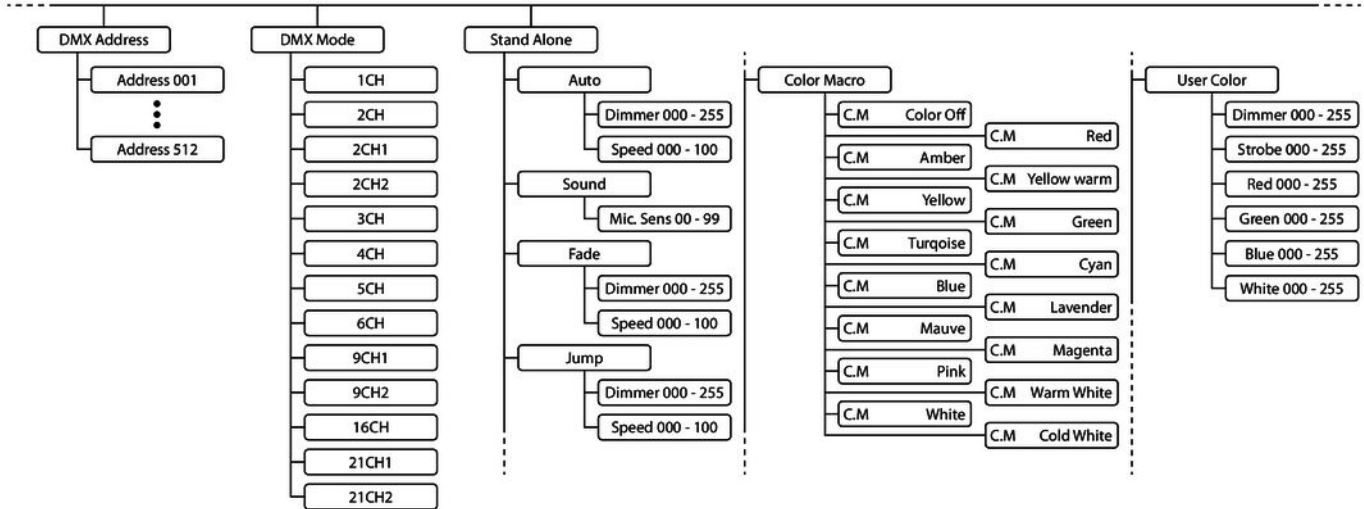 DMX Address
Address 001
Address 512
DMX Mode
1CH
2CH
2CH1
2CH2
3CH
4CH
5CH
6CH
9CH1
9CH2
16CH
21CH1
21CH2
Stand Alone
Auto
Dimmer 000 - 255
Speed 000 - 100
Sound
Mic. Sens 00 - 99
Fade
Dimmer 000 - 255
Speed 000 - 100
Jump
Dimmer 000 - 255
Speed 000 - 100
Color Macro
C.M Color Off
C.M Red
C.M Amber
C.M Yellow warm
C.M Yellow
C.M Green
C.M Turqoise
C.M Cyan
C.M Blue
C.M Lavender
C.M Mauve
C.M Magenta
C.M Pink
C.M Warm White
C.M White
C.M Cold White
User Color
Dimmer 000 - 255
Strobe 000 - 255
Red 000 - 255
Green 000 - 255
Blue 000 - 255
White 000 - 255